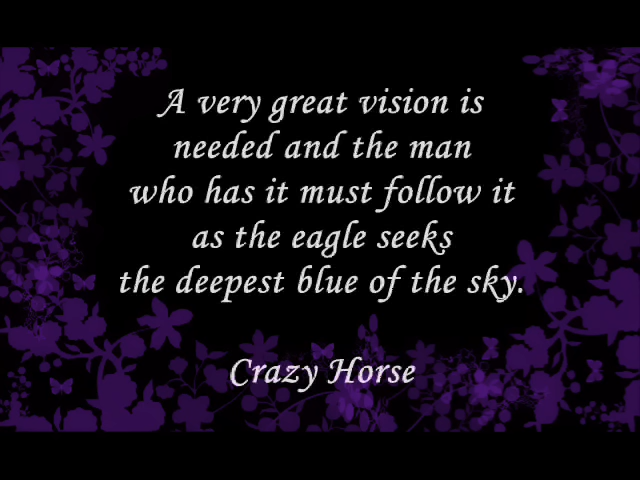 A very great vision is
needed and the man
who has it must follow it
as the eagle seeks
the deepest blue of the sky.
Crazy Horse